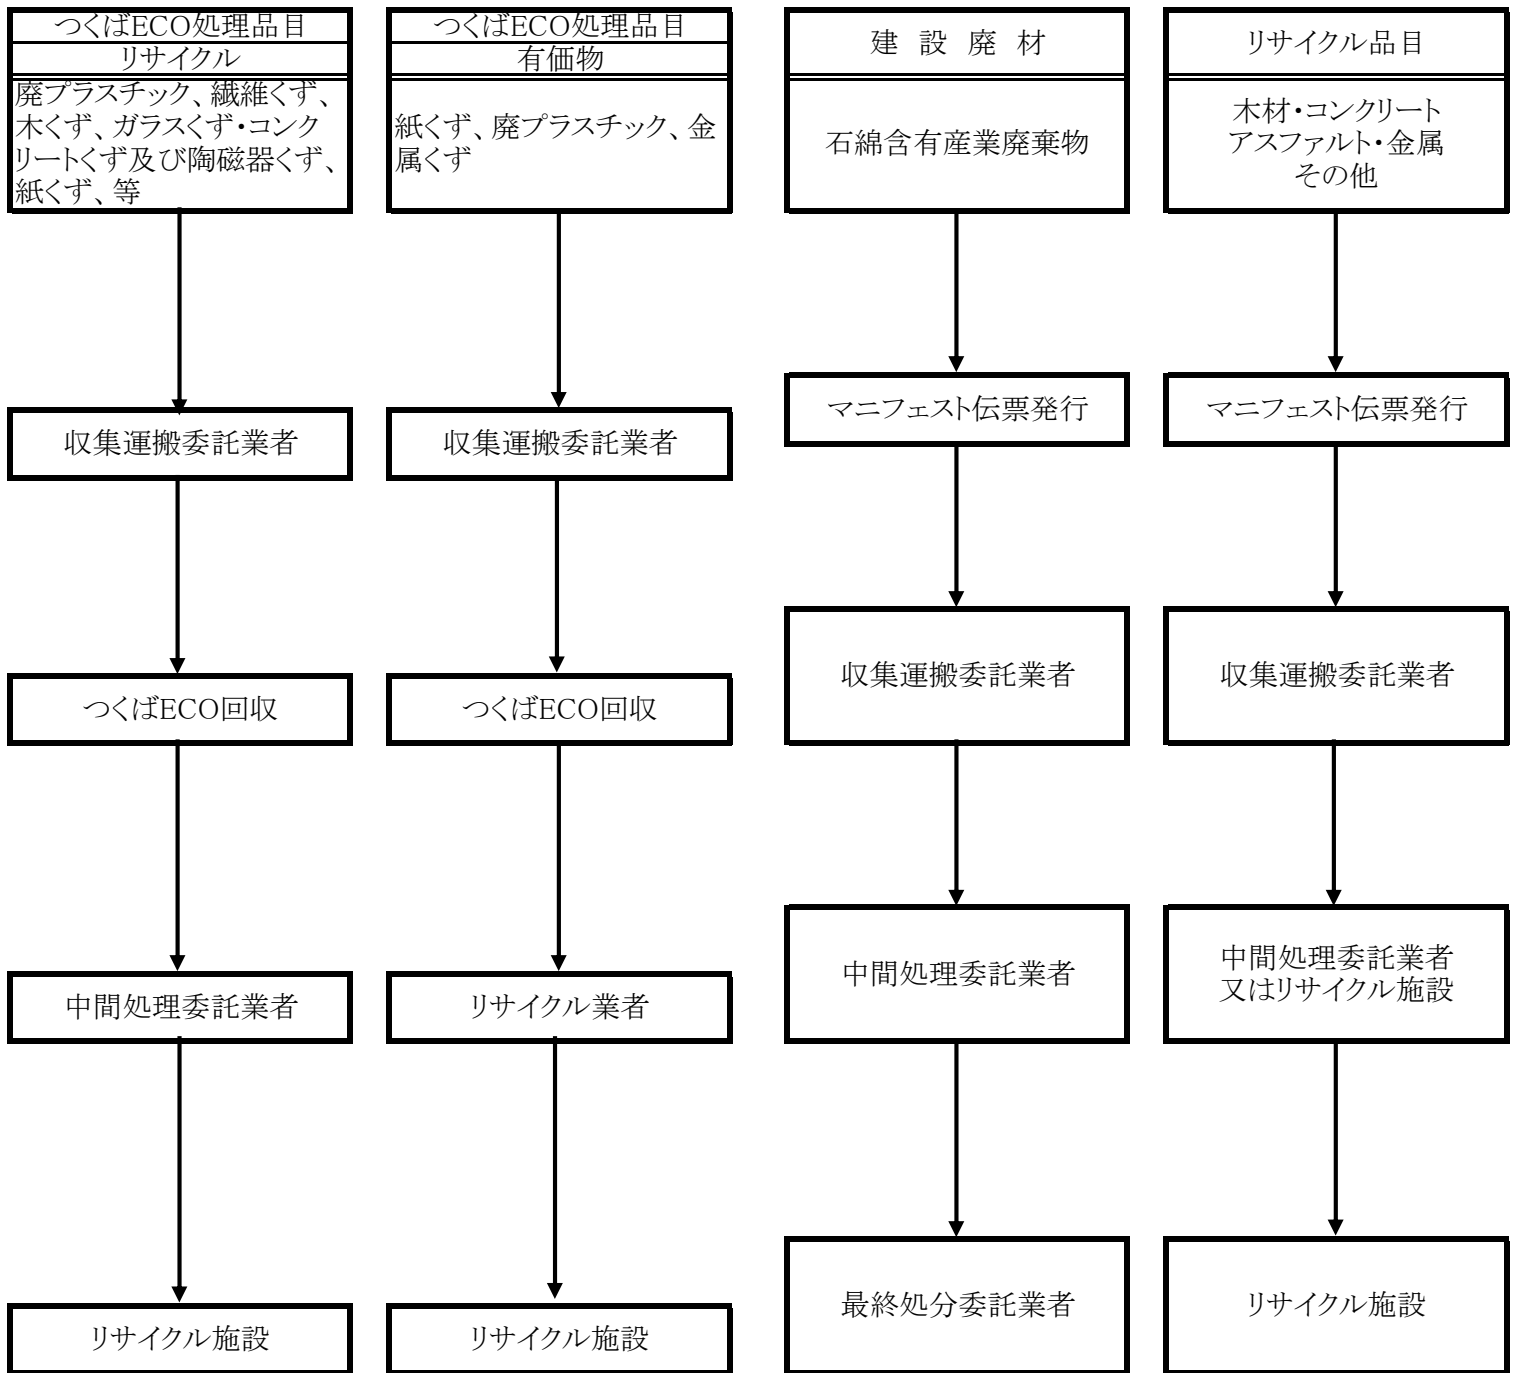 つくばECO処理品目
リサイクル
廃プラスチック、繊維くず、
木くず、ガラスくず・コンク
リートくず及び陶磁器くず、
紙くず、等
収集運搬委託業者
つくばECO回収
中間処理委託業者
リサイクル施設
つくばECO処理品目
有価物
紙くず、廃プラスチック、金
属くず
収集運搬委託業者
つくばECO回収
リサイクル業者
リサイクル施設
建 設 廃 材
石綿含有産業廃棄物
マニフェスト伝票発行
収集運搬委託業者
中間処理委託業者
最終処分委託業者
リサイクル品目
木材・コンクリート
アスファルト・金属
その他
マニフェスト伝票発行
収集運搬委託業者
中間処理委託業者
又はリサイクル施設
リサイクル施設